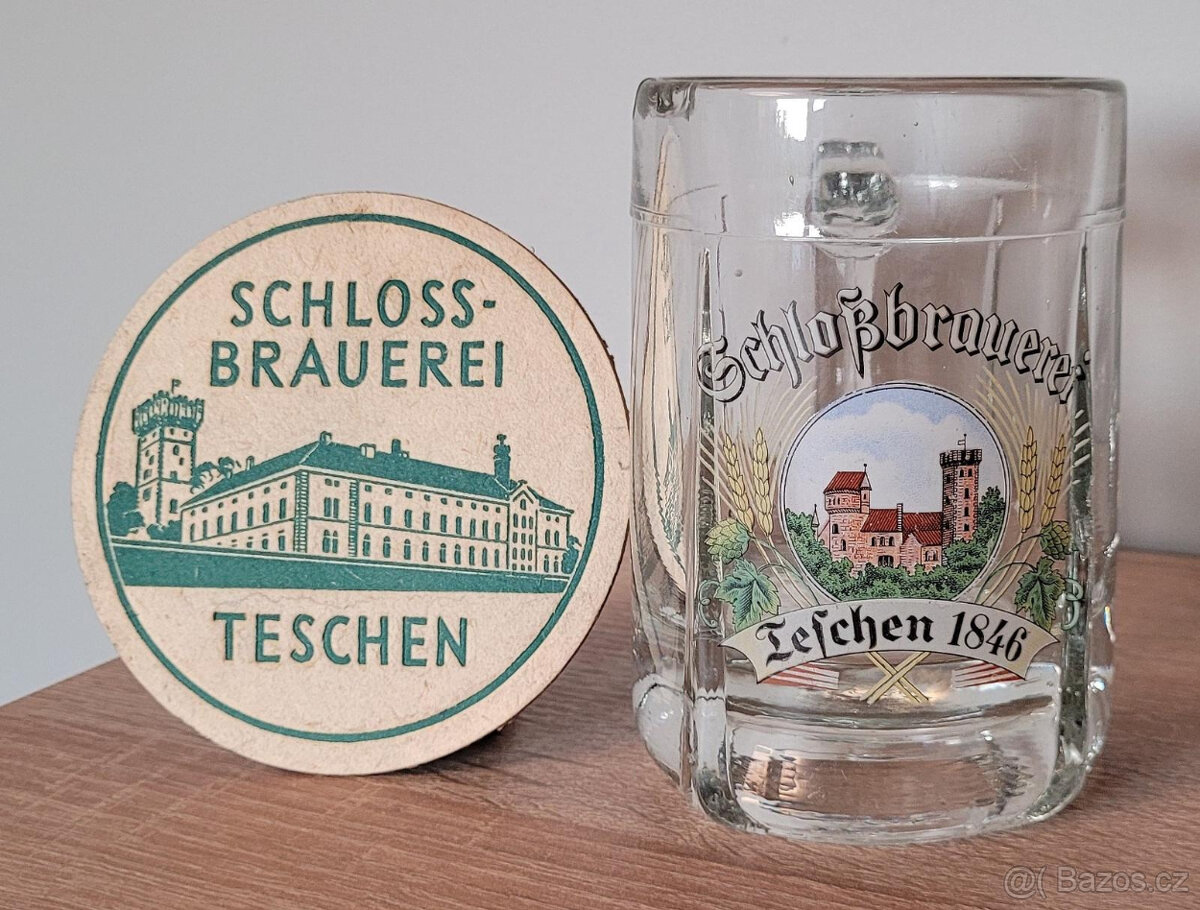 SCHLOSS-
BRAUEREI
TESCHEN
Schloßbrauerei
Teſchen 1846
@( Bazos.cz